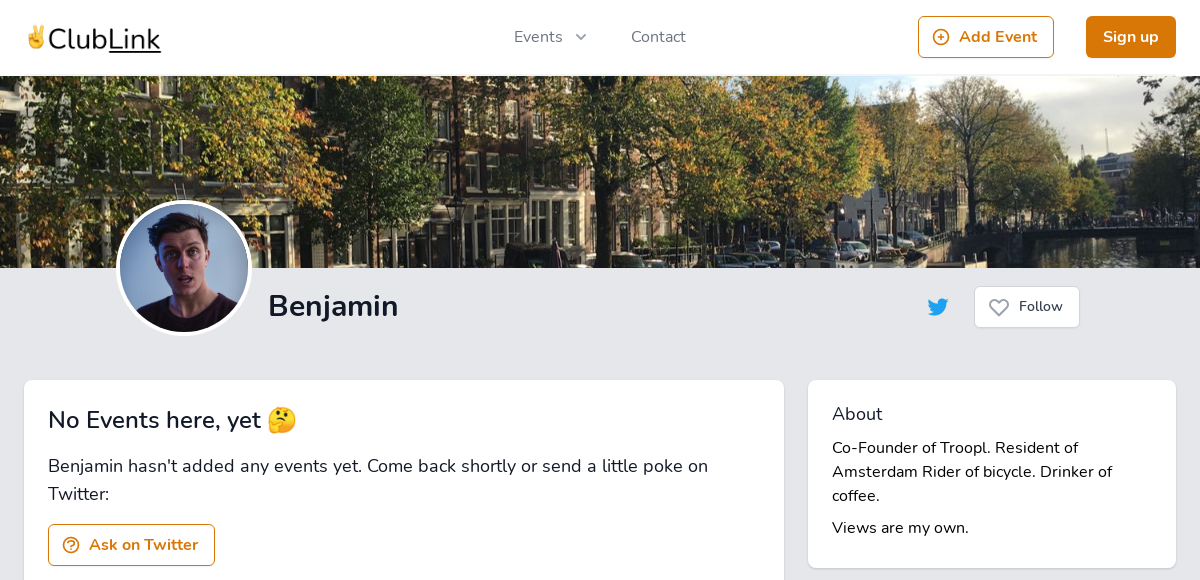 ✌️ClubLink
Events
Contact
Add Event
Sign up
Benjamin
Follow
No Events here, yet 🤔
Benjamin hasn't added any events yet. Come back shortly or send a little poke on
Twitter:
Ask on Twitter
About
Co-Founder of Troopl. Resident of
Amsterdam Rider of bicycle. Drinker of
coffee.
Views are my own.